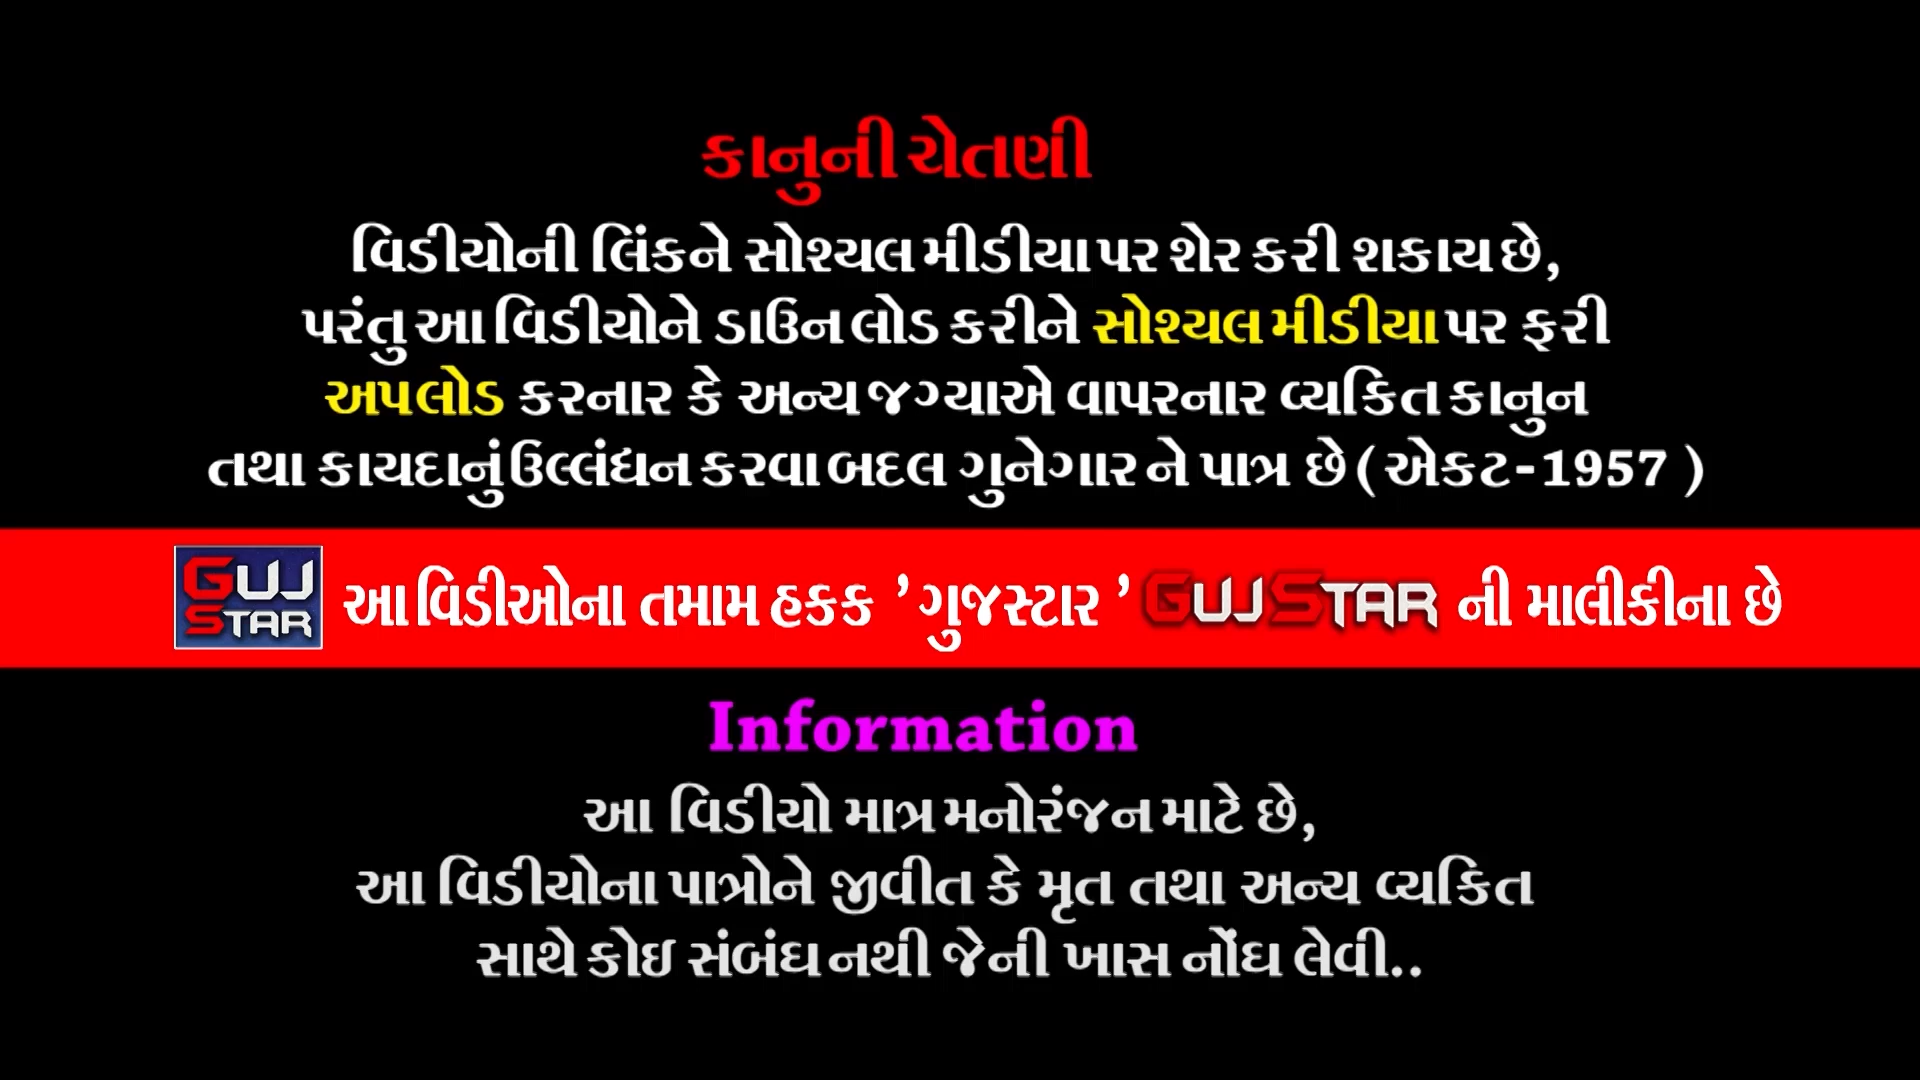 કાનુની ચેતણી
વિડીયોની લિંકને સોશ્યલ મીડીયા પર શેર કરી શકાય છે,
પરંતુ આ વિડીયોને ડાઉન લોડ કરીને સોશ્યલ મીડીયા પર ફરી
અપલોડ કરનાર કે અન્ય જગ્યાએ વાપરનાર વ્યકિત કાનુન
તથા કાયદાનું ઉલ્લંઘન કરવા બદલ ગુનેગાર ને પાત્ર છે ( એકટ-1957 )
GUJ STAR આ વિડીઓના તમામ હકક ’ ગુજસ્ટાર ’ GUJ STAR ની માલીકીના છે
Information
આ વિડીયો માત્ર મનોરંજન માટે છે,
આ વિડીયોના પાત્રોને જીવીત કે મૃત તથા અન્ય વ્યકિત
સાથે કોઇ સંબંઘ નથી જેની ખાસ નોંઘ લેવી..